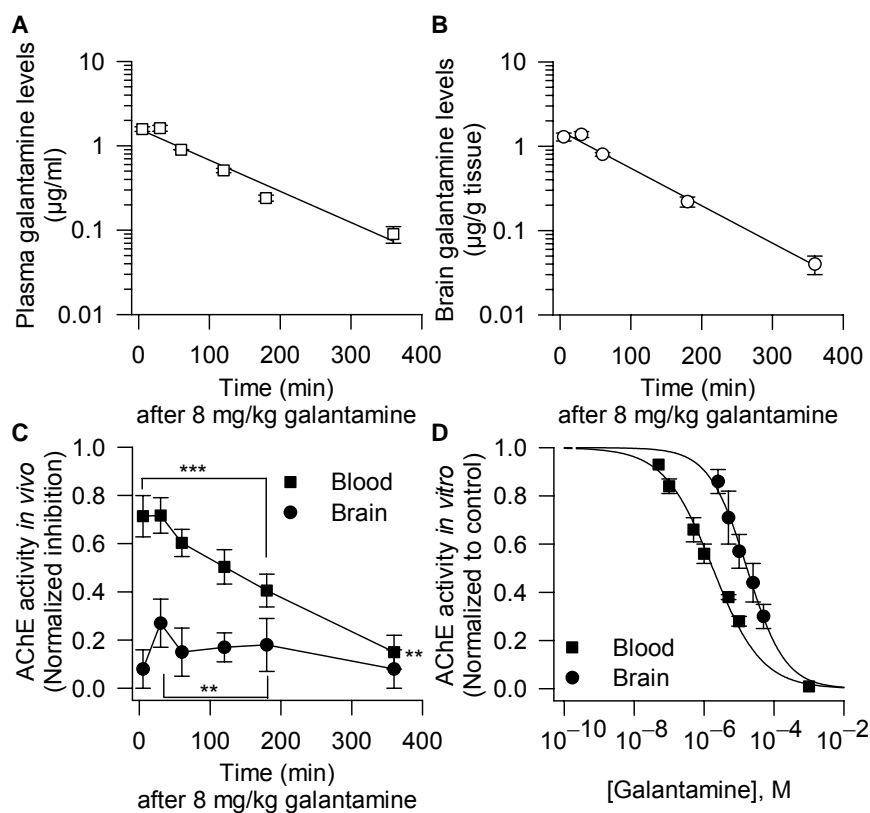 A
Plasma galantamine levels
(µg/ml)
10
1
0.1
0.01
0 100 200 300 400
Time (min)
after 8 mg/kg galantamine
B
Brain galantamine levels
(µg/g tissue)
10
1
0.1
0.01
0 100 200 300 400
Time (min)
after 8 mg/kg galantamine
C
AChE activity in vivo
(Normalized inhibition)
1.0
0.8
0.6
0.4
0.2
0.0
***
Blood
Brain
**
**
0 100 200 300 400
Time (min)
after 8 mg/kg galantamine
D
AChE activity in vitro
(Normalized to control)
1.0
0.8
0.6
0.4
0.2
0.0
Blood
Brain
10⁻¹⁰ 10⁻⁸ 10⁻⁶ 10⁻⁴ 10⁻²
[Galantamine], M